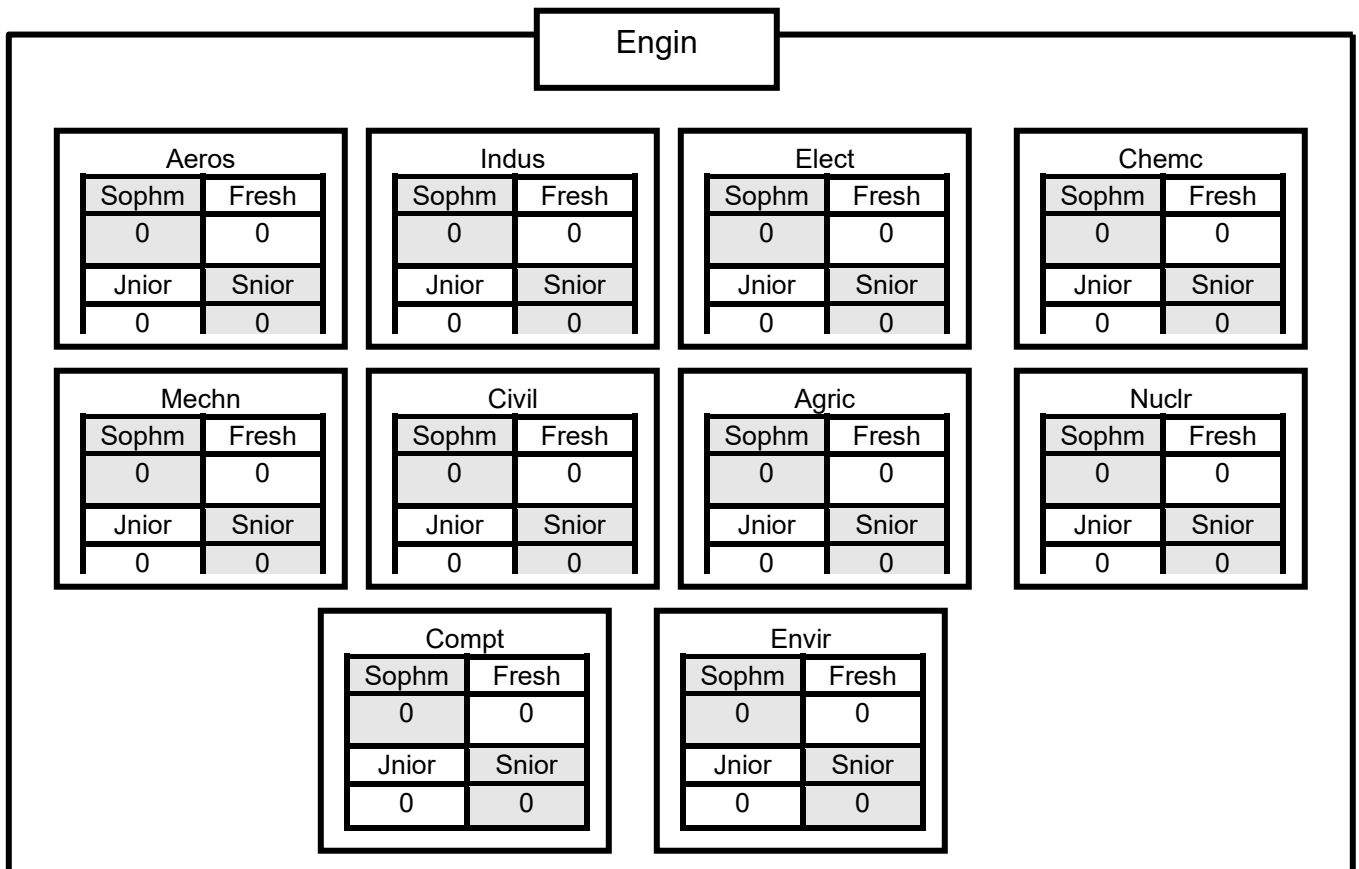 Engin
Aeros Indus Elect Chemc
Sophm Fresh Sophm Fresh Sophm Fresh Sophm Fresh
0 0 0 0 0 0 0 0
Jnior Snior Jnior Snior Jnior Snior Jnior Snior
0 0 0 0 0 0 0 0
Mechn Civil Agric Nuclr
Sophm Fresh Sophm Fresh Sophm Fresh Sophm Fresh
0 0 0 0 0 0 0 0
Jnior Snior Jnior Snior Jnior Snior Jnior Snior
0 0 0 0 0 0 0 0
Compt Envir
Sophm Fresh Sophm Fresh
0 0 0 0
Jnior Snior Jnior Snior
0 0 0 0